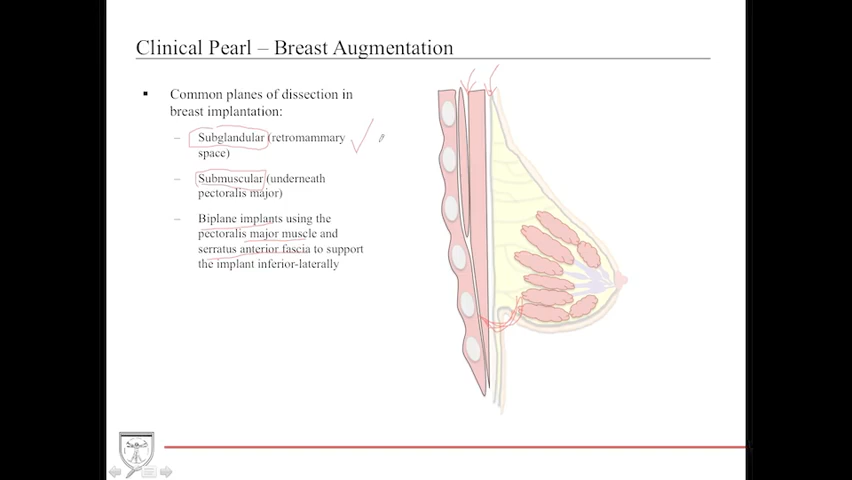 Clinical Pearl – Breast Augmentation
Common planes of dissection in
breast implantation:
– Subglandular (retromammary
space)
– Submuscular (underneath
pectoralis major)
– Biplane implants using the
pectoralis major muscle and
serratus anterior fascia to support
the implant inferior-laterally